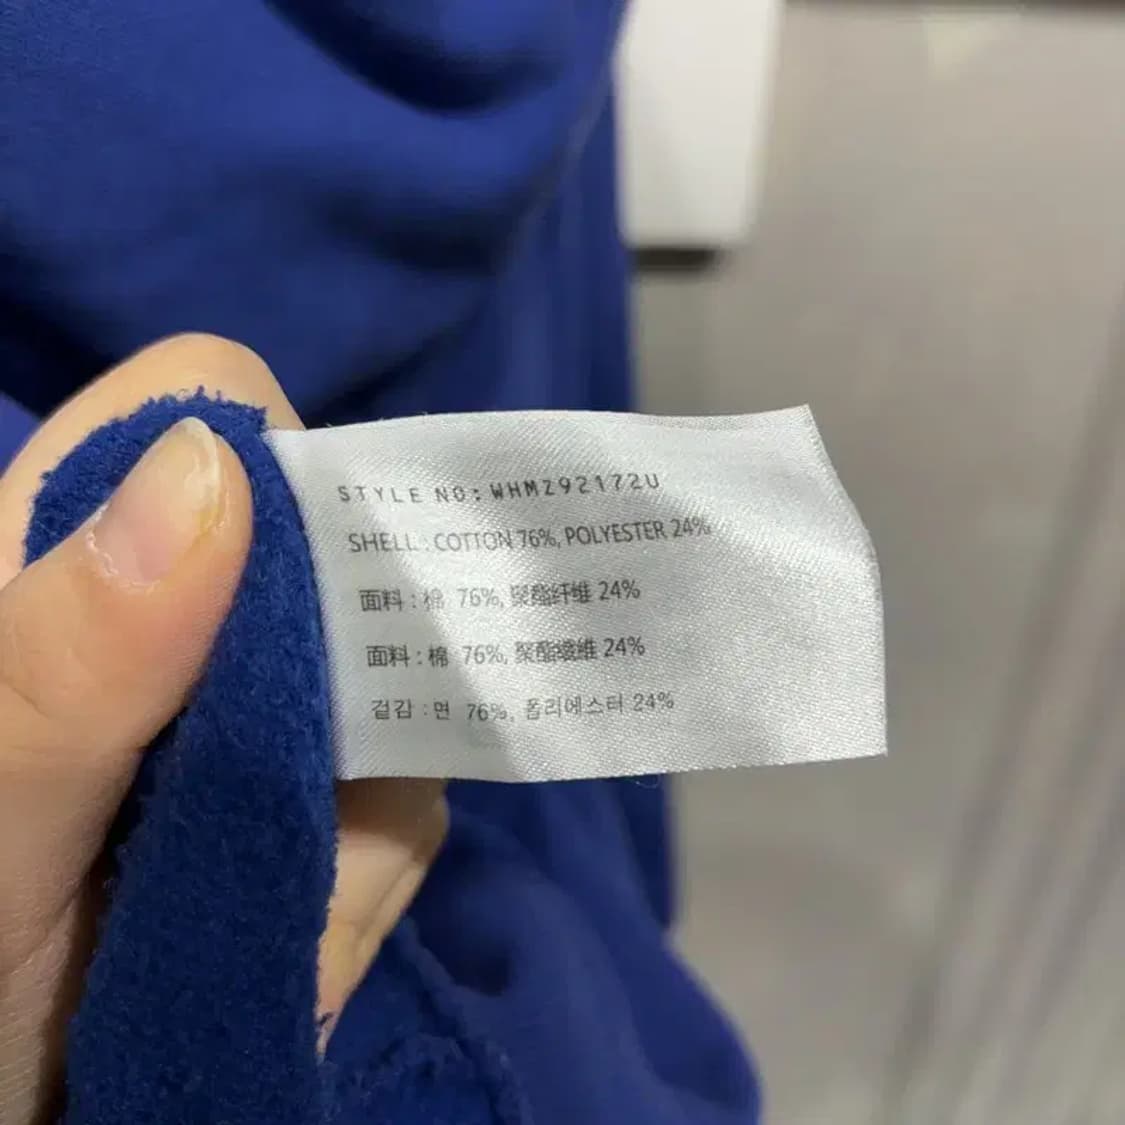 STYLE NO: WHMZ92172U
SHELL : COTTON 76%, POLYESTER 24%
面料 : 棉 76%, 聚酯纤维 24%
面料 : 棉 76%, 聚酯纖維 24%
겉감 : 면 76%, 폴리에스터 24%